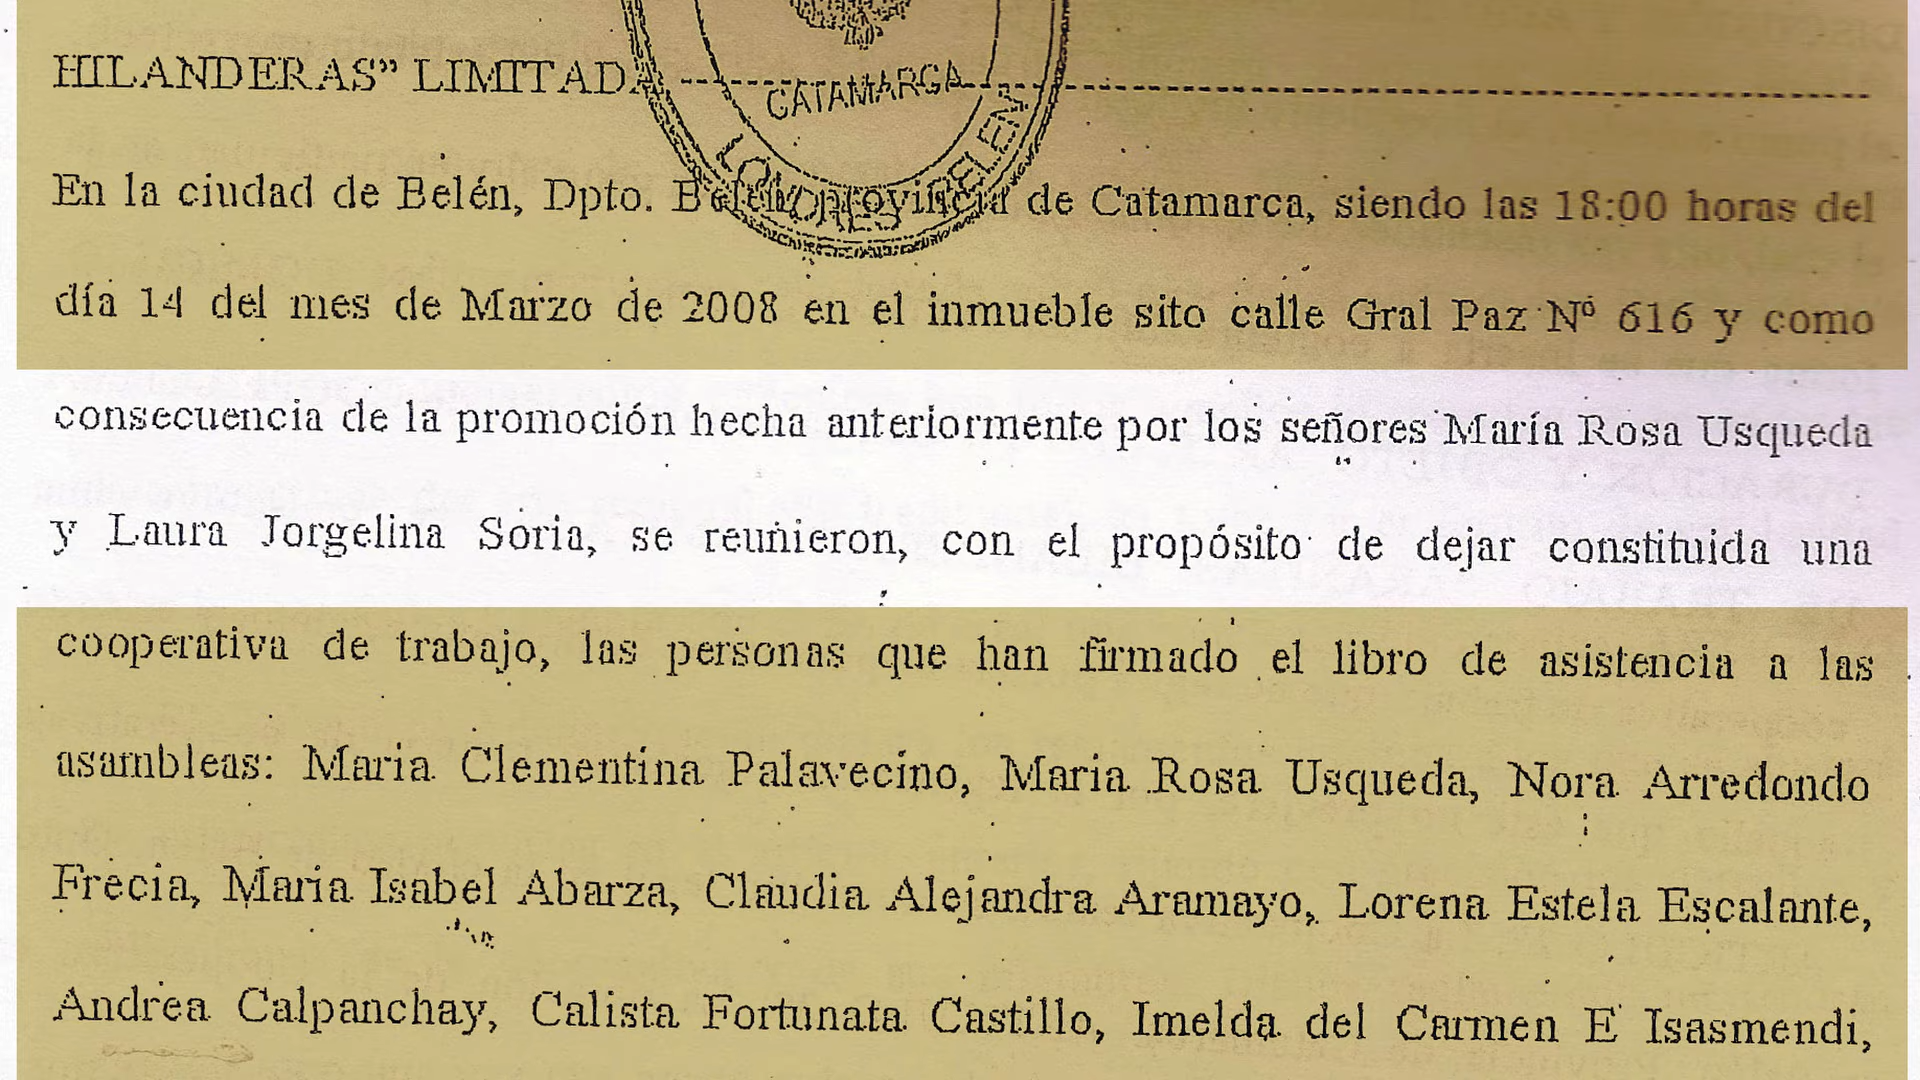 HILANDERAS” LIMITADA
CATAMARCA
BELEN
En la ciudad de Belén, Dpto. Belén, provincia de Catamarca, siendo las 18:00 horas del
día 14 del mes de Marzo de 2008 en el inmueble sito calle Gral Paz Nº 616 y como
consecuencia de la promoción hecha anteriormente por los señores María Rosa Usqueda
y Laura Jorgelina Soria, se reunieron, con el propósito de dejar constituida una
cooperativa de trabajo, las personas que han firmado el libro de asistencia a las
asambleas: Maria Clementina Palavecino, Maria Rosa Usqueda, Nora Arredondo
Frecia, Maria Isabel Abarza, Claudia Alejandra Aramayo, Lorena Estela Escalante,
Andrea Calpanchay, Calista Fortunata Castillo, Imelda del Carmen E Isasmendi,